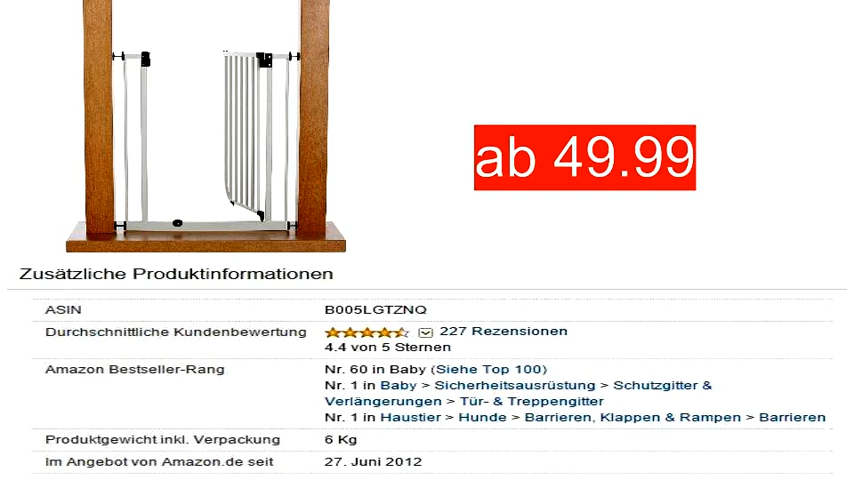 ab 49.99
Zusätzliche Produktinformationen
ASIN B005LGTZNQ
Durchschnittliche Kundenbewertung 227 Rezensionen
4.4 von 5 Sternen
Amazon Bestseller-Rang Nr. 60 in Baby (Siehe Top 100)
Nr. 1 in Baby > Sicherheitsausrüstung > Schutzgitter &
Verlängerungen > Tür- & Treppengitter
Nr. 1 in Haustier > Hunde > Barrieren, Klappen & Rampen > Barrieren
Produktgewicht inkl. Verpackung 6 Kg
Im Angebot von Amazon.de seit 27. Juni 2012